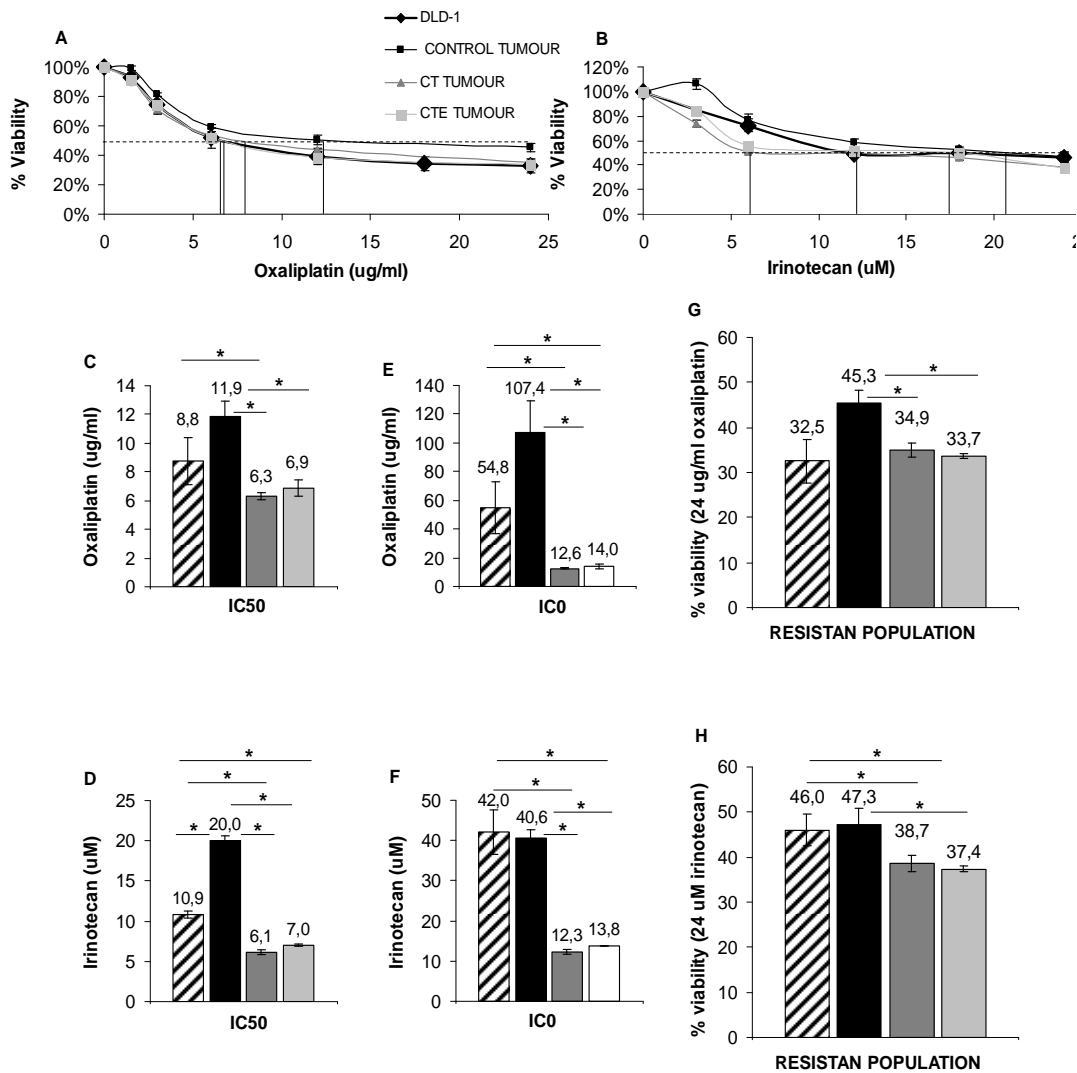 DLD-1
CONTROL TUMOUR
CT TUMOUR
CTE TUMOUR
A
% Viability
100%
80%
60%
40%
20%
0%
0 5 10 15 20 25
Oxaliplatin (ug/ml)
B
% Viability
120%
100%
80%
60%
40%
20%
0%
0 5 10 15 20 2
Irinotecan (uM)
C
Oxaliplatin (ug/ml)
14
12
10
8
6
4
2
0
* * *
8,8 11,9 6,3 6,9
IC50
E
Oxaliplatin (ug/ml)
140
120
100
80
60
40
20
0
* * * *
54,8 107,4 12,6 14,0
IC0
G
% viability (24 ug/ml oxaliplatin)
60
50
40
30
20
10
0
* *
32,5 45,3 34,9 33,7
RESISTAN POPULATION
D
Irinotecan (uM)
25
20
15
10
5
0
* * * * *
10,9 20,0 6,1 7,0
IC50
F
Irinotecan (uM)
50
40
30
20
10
0
* * * *
42,0 40,6 12,3 13,8
IC0
H
% viability (24 uM irinotecan)
60
50
40
30
20
10
0
* * *
46,0 47,3 38,7 37,4
RESISTAN POPULATION